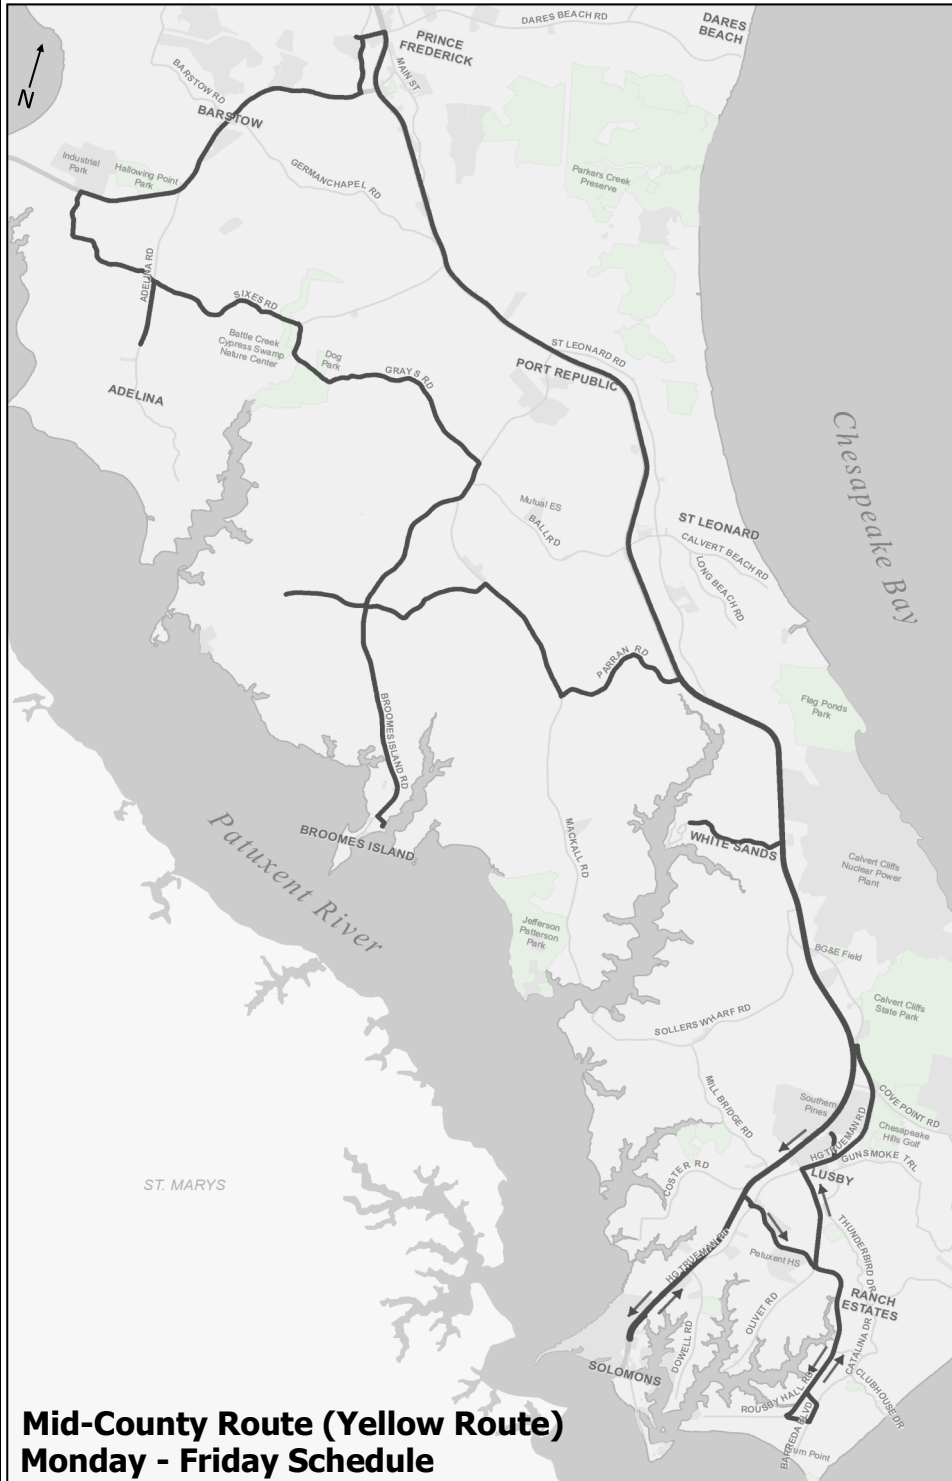 DARES BEACH RD
DARES
BEACH
PRINCE
FREDERICK
MAIN ST
N
BARSTOW RD
BARSTOW
Industrial
Park
Hallowing Point
Park
GERMANCHAPEL RD
Parkers Creek
Preserve
ADELINA RD
SIXES RD
Battle Creek
Cypress Swamp
Nature Center
Dog
Park
GRAYS RD
ST LEONARD RD
PORT REPUBLIC
ADELINA
Chesapeake Bay
Mutual ES
BALL RD
ST LEONARD
CALVERT BEACH RD
LONG BEACH RD
PARRAN RD
Flag Ponds
Park
BROOMES ISLAND RD
BROOMES ISLAND
Patuxent River
MACKALL RD
WHITE SANDS
Calvert Cliffs
Nuclear Power
Plant
Jefferson
Patterson
Park
BG&E Field
Calvert Cliffs
State Park
SOLLERS WHARF RD
MILL BRIDGE RD
Southern
Pines
COVE POINT RD
HG TRUEMAN RD
Chesapeake
Hills Golf
GUNSMOKE TRL
COSTER RD
LUSBY
ST. MARYS
THUNDERBIRD DR
HG TRUEMAN RD
Patuxent HS
RANCH
ESTATES
OLIVET RD
DOWELL RD
CATALINA DR
SOLOMONS
CLUBHOUSE DR
ROUSBY HALL RD
BARREDA BLVD
Point
Mid-County Route (Yellow Route)
Monday - Friday Schedule